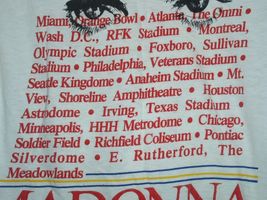 Miami, Orange Bowl • Atlanta, The Omni •
Wash D.C., RFK Stadium • Montreal,
Olympic Stadium • Foxboro, Sullivan
Stadium • Philadelphia, Veterans Stadium •
Seatle Kingdome • Anaheim Stadium • Mt.
View, Shoreline Amphitheatre • Houston
Astrodome • Irving, Texas Stadium •
Minneapolis, HHH Metrodome • Chicago,
Soldier Field • Richfield Coliseum • Pontiac
Silverdome • E. Rutherford, The
Meadowlands
MADONNA